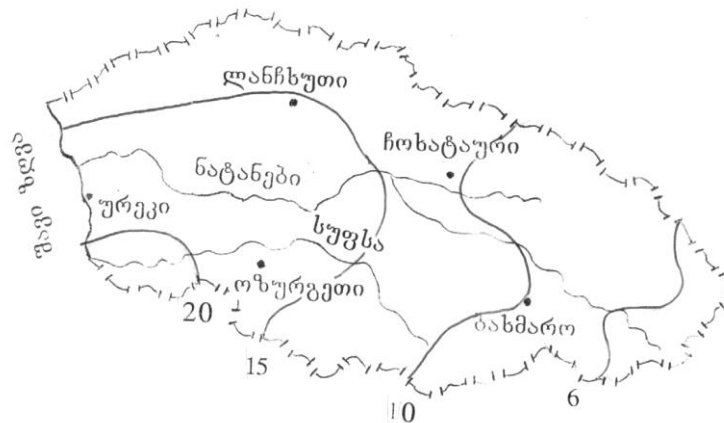 ლანჩხუთი
ჩოხატაური
შავი ზღვა
ნატანები
ურეკი
სუფსა
ოზურგეთი
ბახმარო
20
15
10
6